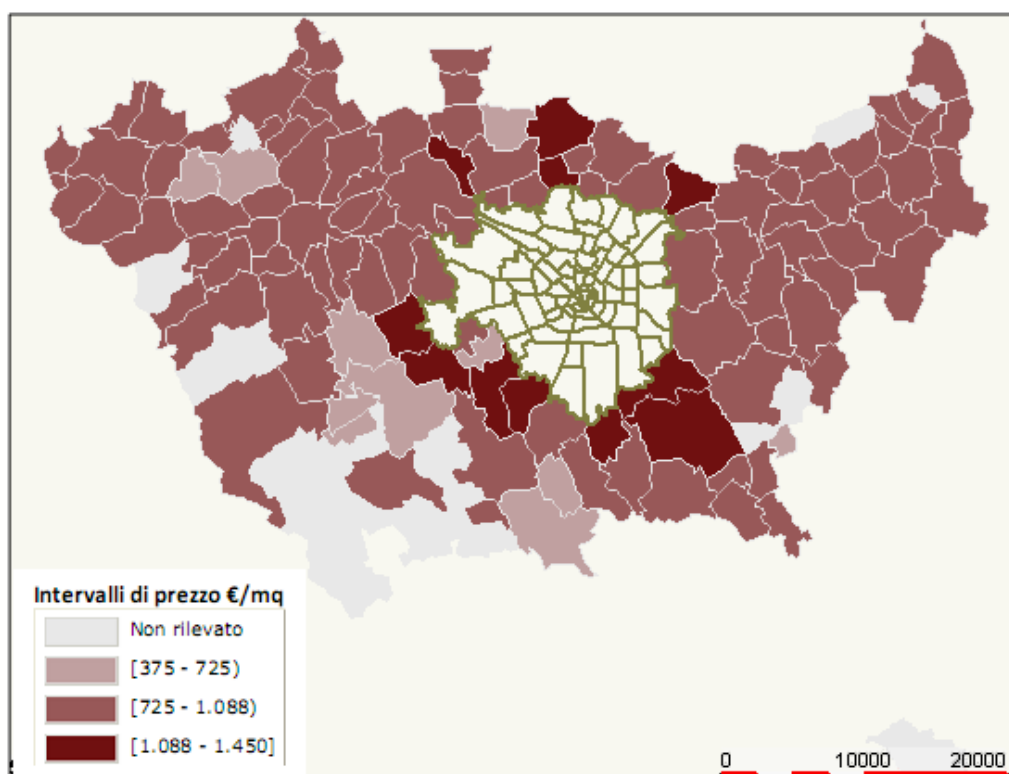 Intervalli di prezzo €/mq
Non rilevato
[375 - 725)
[725 - 1.088)
[1.088 - 1.450]
0 10000 20000